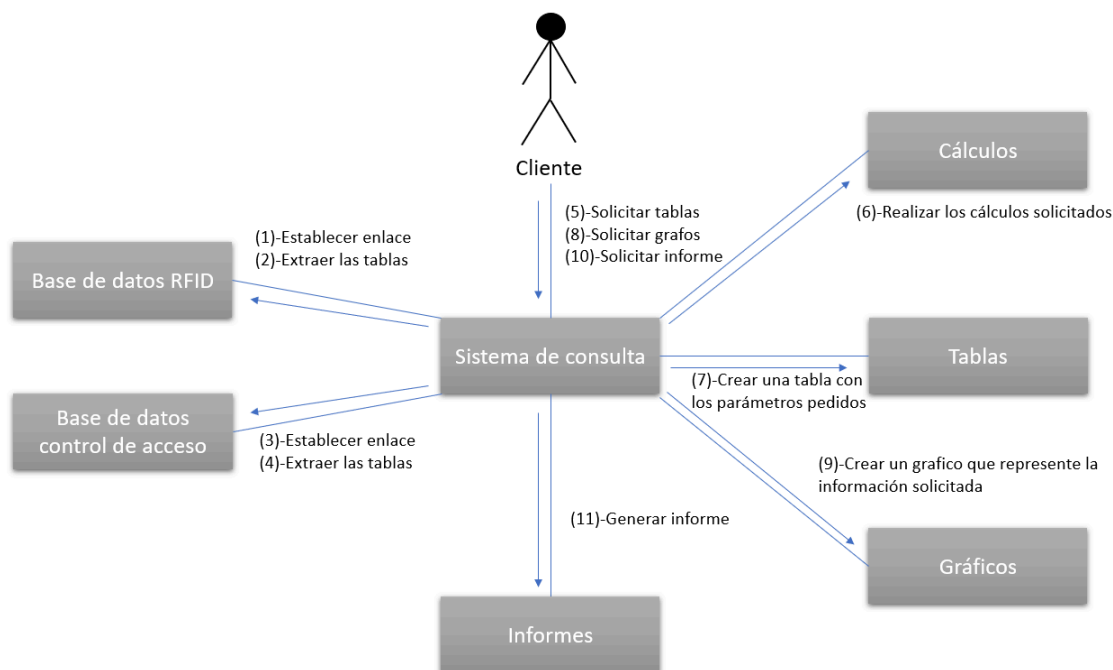 Cliente
Cálculos
(5)-Solicitar tablas
(8)-Solicitar grafos
(10)-Solicitar informe
(6)-Realizar los cálculos solicitados
(1)-Establecer enlace
(2)-Extraer las tablas
Base de datos RFID
Sistema de consulta
Tablas
(7)-Crear una tabla con
los parámetros pedidos
Base de datos
control de acceso
(3)-Establecer enlace
(4)-Extraer las tablas
(9)-Crear un grafico que represente la
información solicitada
(11)-Generar informe
Gráficos
Informes